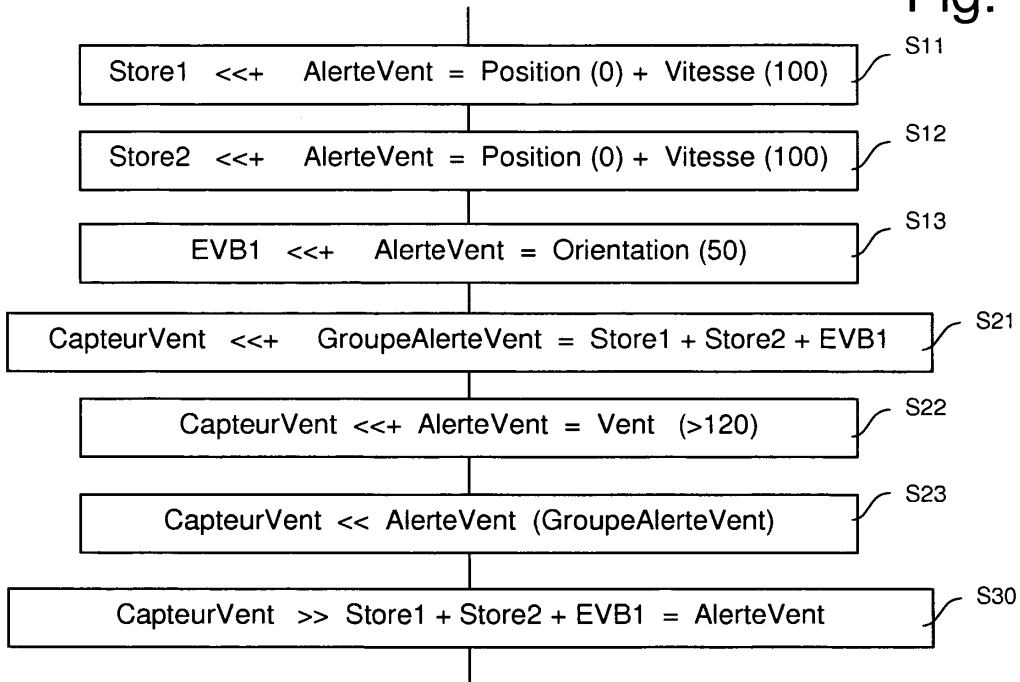 Fig.
Store1 <<+ AlerteVent = Position (0) + Vitesse (100)
S11
Store2 <<+ AlerteVent = Position (0) + Vitesse (100)
S12
EVB1 <<+ AlerteVent = Orientation (50)
S13
CapteurVent <<+ GroupeAlerteVent = Store1 + Store2 + EVB1
S21
CapteurVent <<+ AlerteVent = Vent (>120)
S22
CapteurVent << AlerteVent (GroupeAlerteVent)
S23
CapteurVent >> Store1 + Store2 + EVB1 = AlerteVent
S30